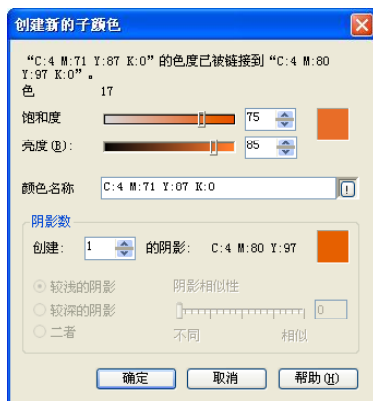 创建新的子颜色
“C:4 M:71 Y:87 K:0”的色度已被链接到“C:4 M:80
Y:97 K:0”。
色 17
饱和度 75
亮度(B): 85
颜色名称 C:4 M:71 Y:07 K:0
阴影数
创建: 1 的阴影: C:4 M:80 Y:97
较浅的阴影 阴影相似性
较深的阴影 0
二者 不同 相似
确定 取消 帮助(H)